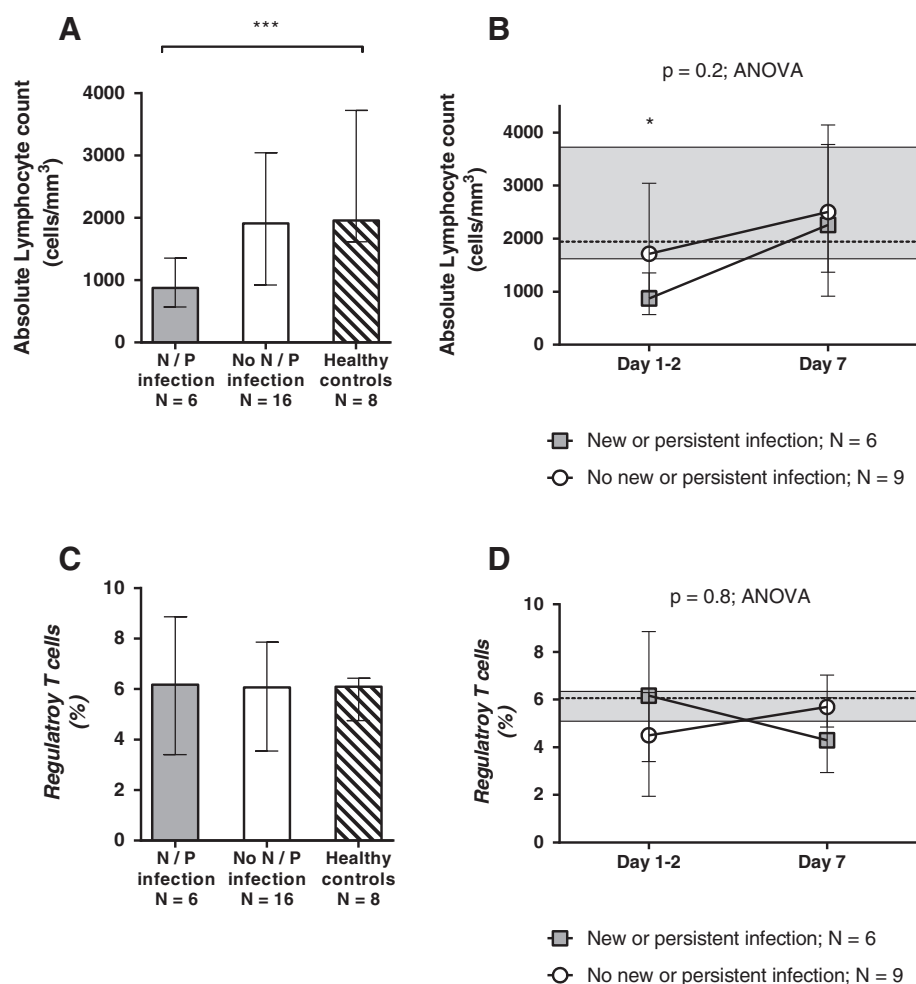 A
***
Absolute Lymphocyte count
(cells/mm³)
4000
3000
2000
1000
0
N / P
infection
N = 6
No N / P
infection
N = 16
Healthy
controls
N = 8
B
p = 0.2; ANOVA
*
Absolute Lymphocyte count
(cells/mm³)
4000
3000
2000
1000
0
Day 1-2
Day 7
New or persistent infection; N = 6
No new or persistent infection; N = 9
C
Regulatroy T cells
(%)
10
8
6
4
2
0
N / P
infection
N = 6
No N / P
infection
N = 16
Healthy
controls
N = 8
D
p = 0.8; ANOVA
Regulatroy T cells
(%)
10
8
6
4
2
0
Day 1-2
Day 7
New or persistent infection; N = 6
No new or persistent infection; N = 9